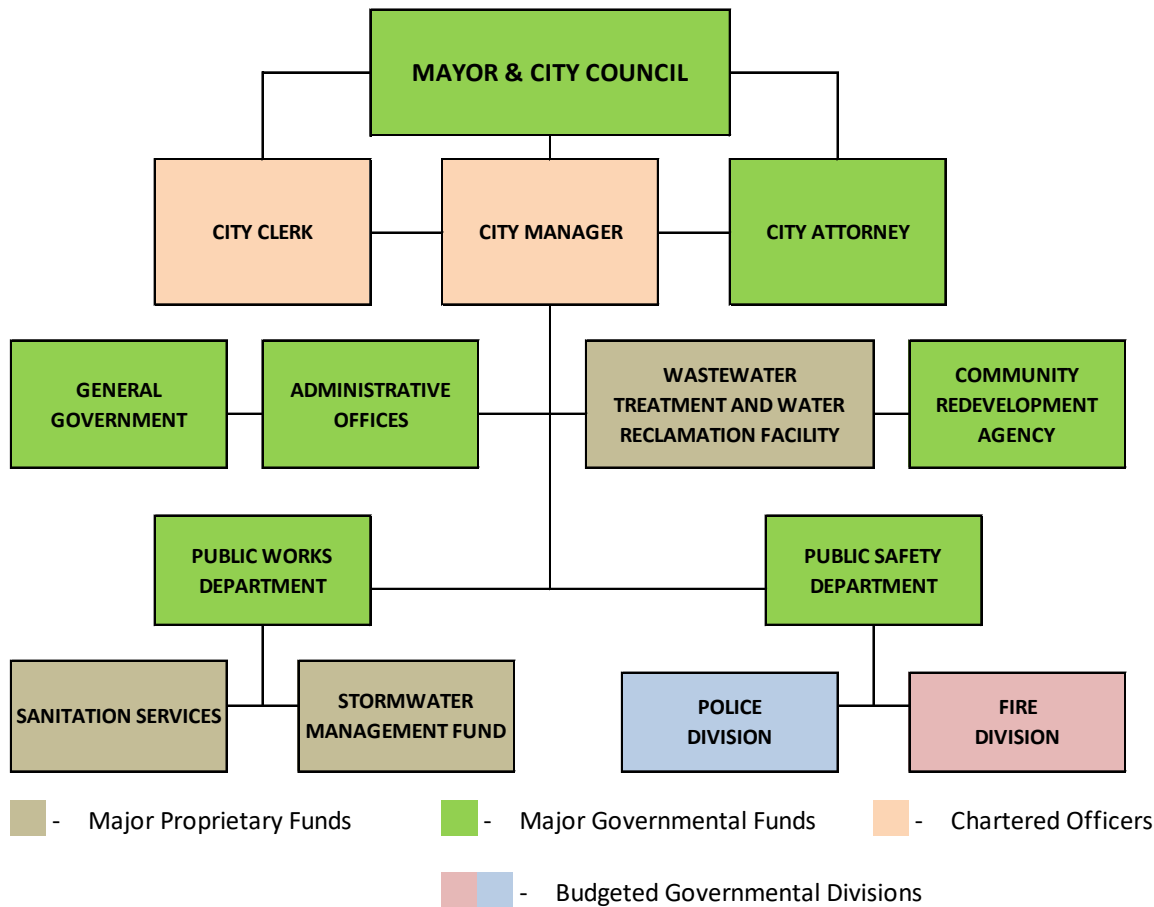 MAYOR & CITY COUNCIL
CITY CLERK
CITY MANAGER
CITY ATTORNEY
GENERAL
GOVERNMENT
ADMINISTRATIVE
OFFICES
WASTEWATER
TREATMENT AND WATER
RECLAMATION FACILITY
COMMUNITY
REDEVELOPMENT
AGENCY
PUBLIC WORKS
DEPARTMENT
PUBLIC SAFETY
DEPARTMENT
SANITATION SERVICES
STORMWATER
MANAGEMENT FUND
POLICE
DIVISION
FIRE
DIVISION
- Major Proprietary Funds
- Major Governmental Funds
- Chartered Officers
- Budgeted Governmental Divisions